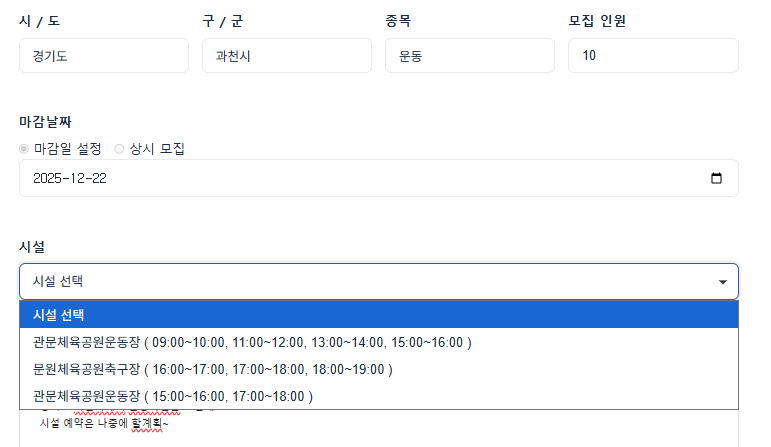 시 / 도
구 / 군
종목
모집 인원
경기도
과천시
운동
10
마감날짜
마감일 설정
상시 모집
2025-12-22
시설
시설 선택
시설 선택
관문체육공원운동장 ( 09:00~10:00, 11:00~12:00, 13:00~14:00, 15:00~16:00 )
문원체육공원축구장 ( 16:00~17:00, 17:00~18:00, 18:00~19:00 )
관문체육공원운동장 ( 15:00~16:00, 17:00~18:00 )
시설 예약은 나중에 할계획~